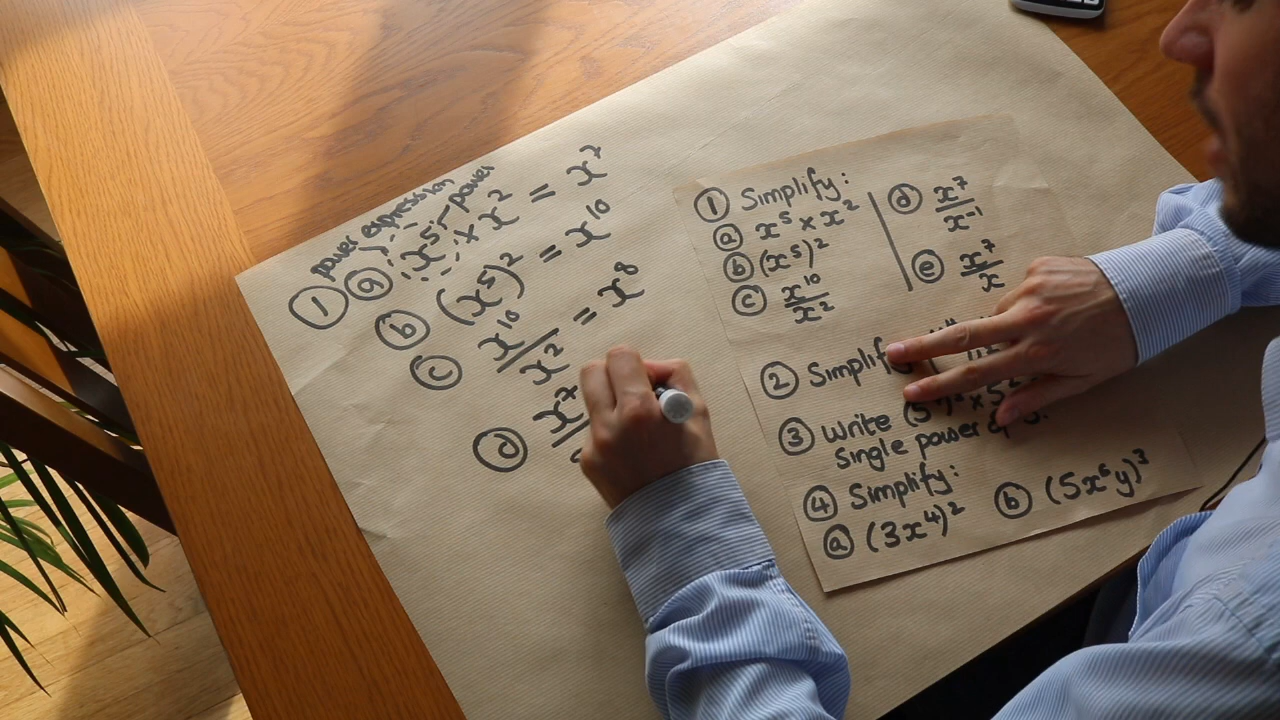 power expression
① ⓐ x⁵ - power
× x² = x⁷
ⓑ (x⁵)² = x¹⁰
ⓒ x¹⁰/x² = x⁸
ⓓ x⁷
① Simplify:
ⓐ x⁵ × x²
ⓑ (x⁵)²
ⓒ x¹⁰/x²
ⓓ x⁷/x⁻¹
ⓔ x⁷/x
② Simplify
③ Write
Single power of
④ Simplify:
ⓐ (3x⁴)²
ⓑ (5x⁶y)³